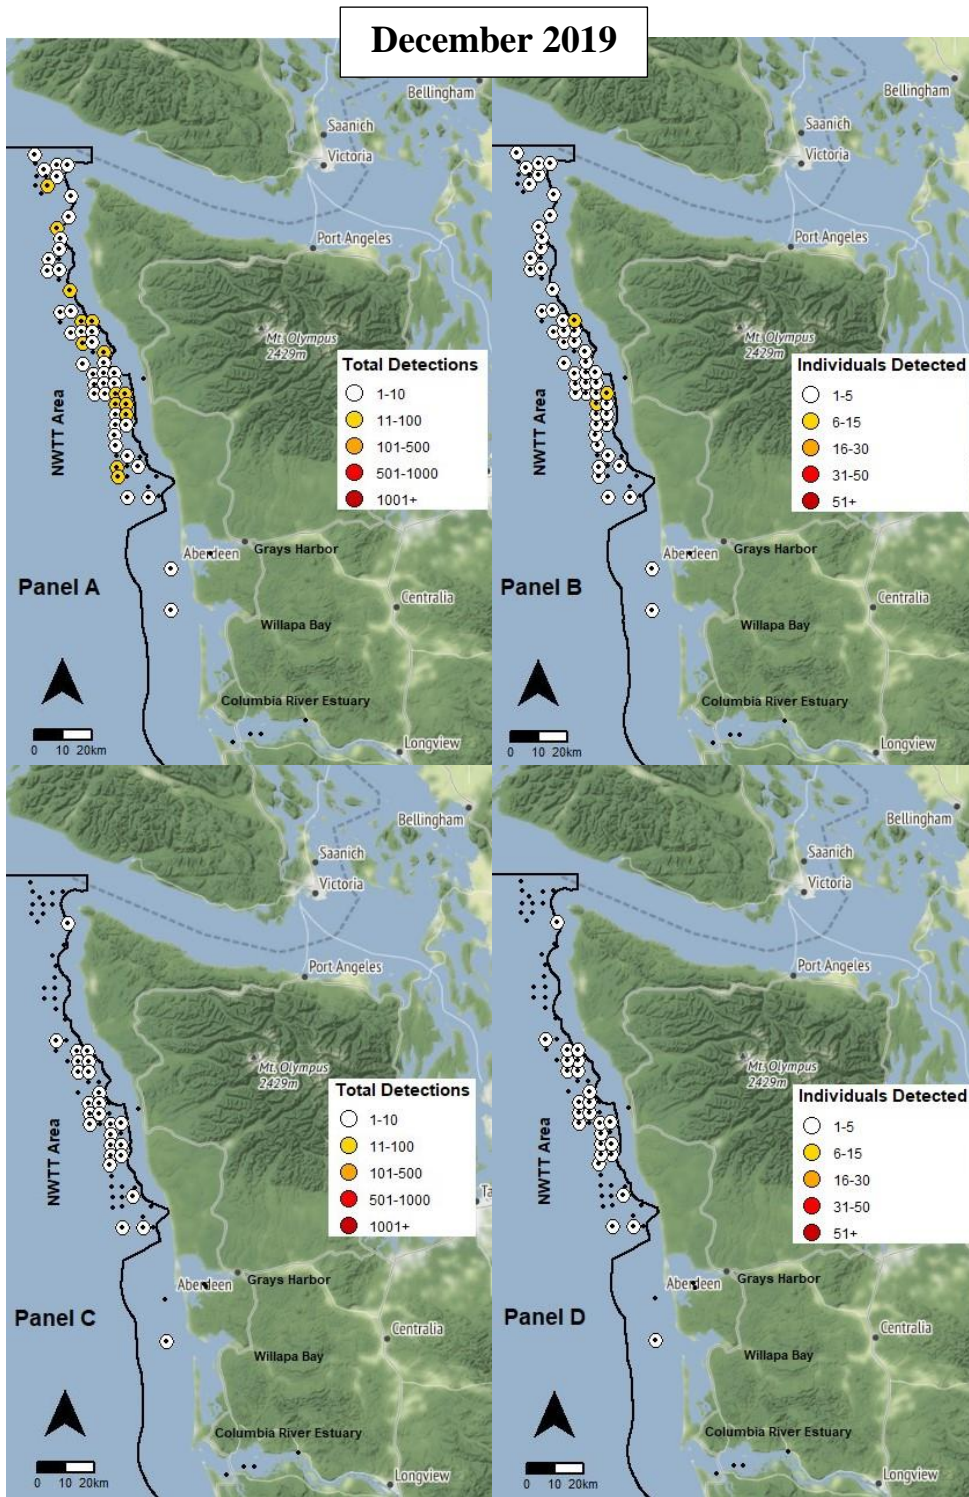 December 2019
Bellingham
Saanich
Victoria
Port Angeles
Mt. Olympus
2429m
Total Detections
1-10
11-100
101-500
501-1000
1001+
NWTT Area
Aberdeen
Grays Harbor
Panel A
Centralia
Willapa Bay
Columbia River Estuary
Longview
0 10 20km
Bellingham
Saanich
Victoria
Port Angeles
Mt. Olympus
2429m
Individuals Detected
1-5
6-15
16-30
31-50
51+
NWTT Area
Aberdeen
Grays Harbor
Panel B
Centralia
Willapa Bay
Columbia River Estuary
Longview
0 10 20km
Bellingham
Saanich
Victoria
Port Angeles
Mt. Olympus
2429m
Total Detections
1-10
11-100
101-500
501-1000
1001+
NWTT Area
Ta
Aberdeen
Grays Harbor
Panel C
Centralia
Willapa Bay
Columbia River Estuary
Longview
0 10 20km
Bellingham
Saanich
Victoria
Port Angeles
Mt. Olympus
2429m
Individuals Detected
1-5
6-15
16-30
31-50
51+
NWTT Area
Aberdeen
Grays Harbor
Panel D
Centralia
Willapa Bay
Columbia River Estuary
Longview
0 10 20km